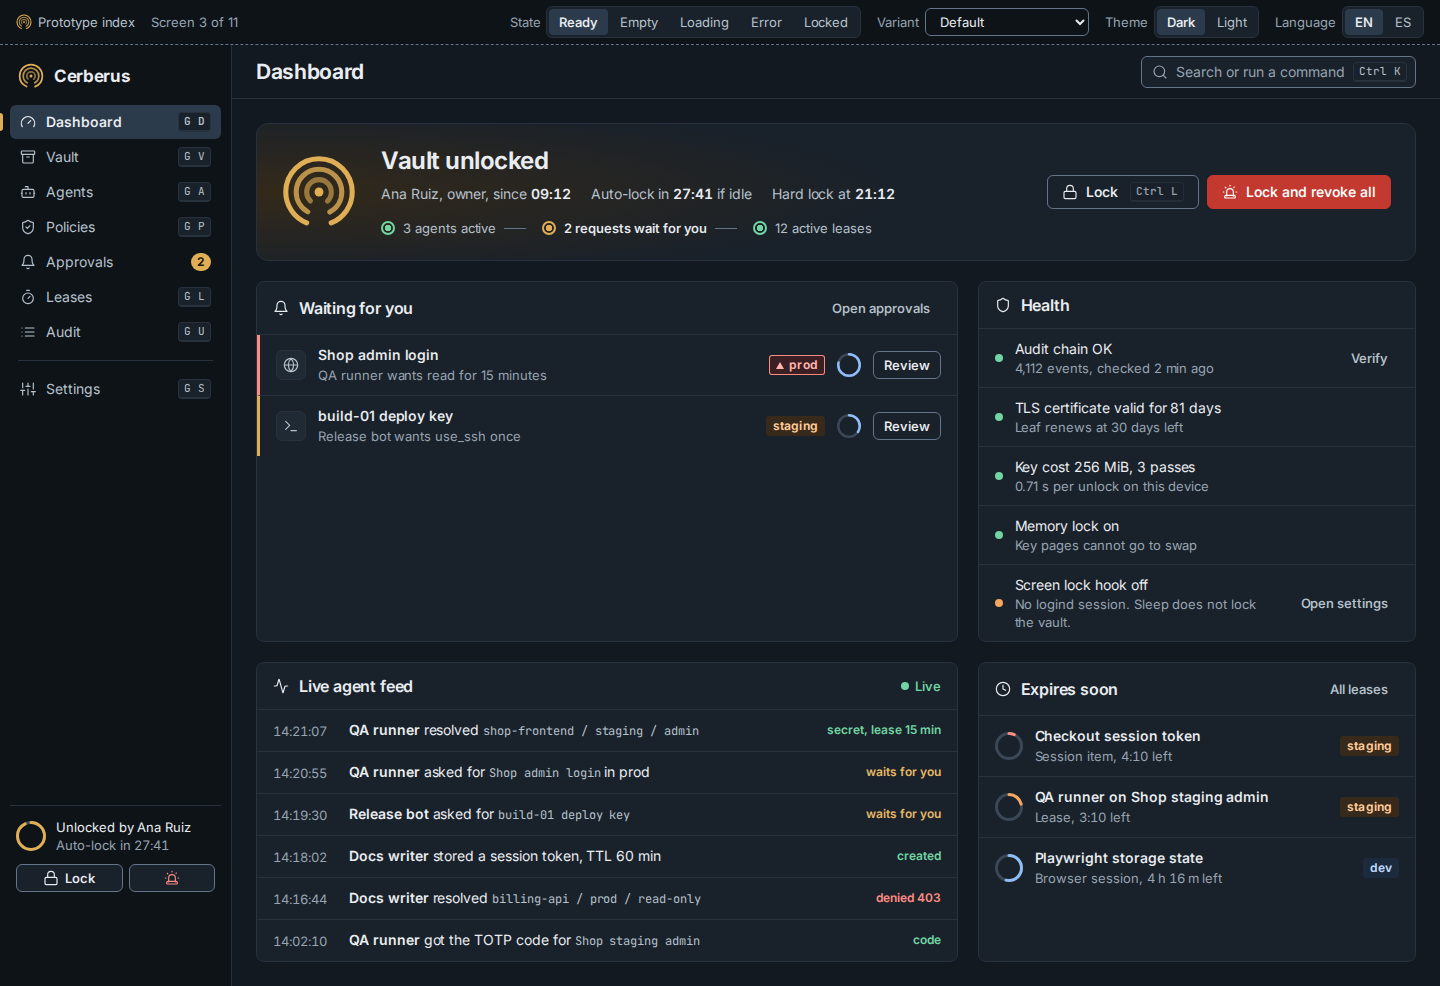 Prototype index
Screen 3 of 11
State Ready Empty Loading Error Locked
Variant Default
Theme Dark Light
Language EN ES
Cerberus
Dashboard G D
Vault G V
Agents G A
Policies G P
Approvals 2
Leases G L
Audit G U
Settings G S
Unlocked by Ana Ruiz
Auto-lock in 27:41
Lock
Dashboard
Search or run a command Ctrl K
Vault unlocked
Ana Ruiz, owner, since 09:12 Auto-lock in 27:41 if idle Hard lock at 21:12
3 agents active 2 requests wait for you 12 active leases
Lock Ctrl L
Lock and revoke all
Waiting for you
Open approvals
Shop admin login
QA runner wants read for 15 minutes
prod
Review
build-01 deploy key
Release bot wants use_ssh once
staging
Review
Health
Audit chain OK
4,112 events, checked 2 min ago
Verify
TLS certificate valid for 81 days
Leaf renews at 30 days left
Key cost 256 MiB, 3 passes
0.71 s per unlock on this device
Memory lock on
Key pages cannot go to swap
Screen lock hook off
No logind session. Sleep does not lock
the vault.
Open settings
Live agent feed
Live
14:21:07 QA runner resolved shop-frontend / staging / admin secret, lease 15 min
14:20:55 QA runner asked for Shop admin login in prod waits for you
14:19:30 Release bot asked for build-01 deploy key waits for you
14:18:02 Docs writer stored a session token, TTL 60 min created
14:16:44 Docs writer resolved billing-api / prod / read-only denied 403
14:02:10 QA runner got the TOTP code for Shop staging admin code
Expires soon
All leases
Checkout session token
Session item, 4:10 left
staging
QA runner on Shop staging admin
Lease, 3:10 left
staging
Playwright storage state
Browser session, 4 h 16 m left
dev